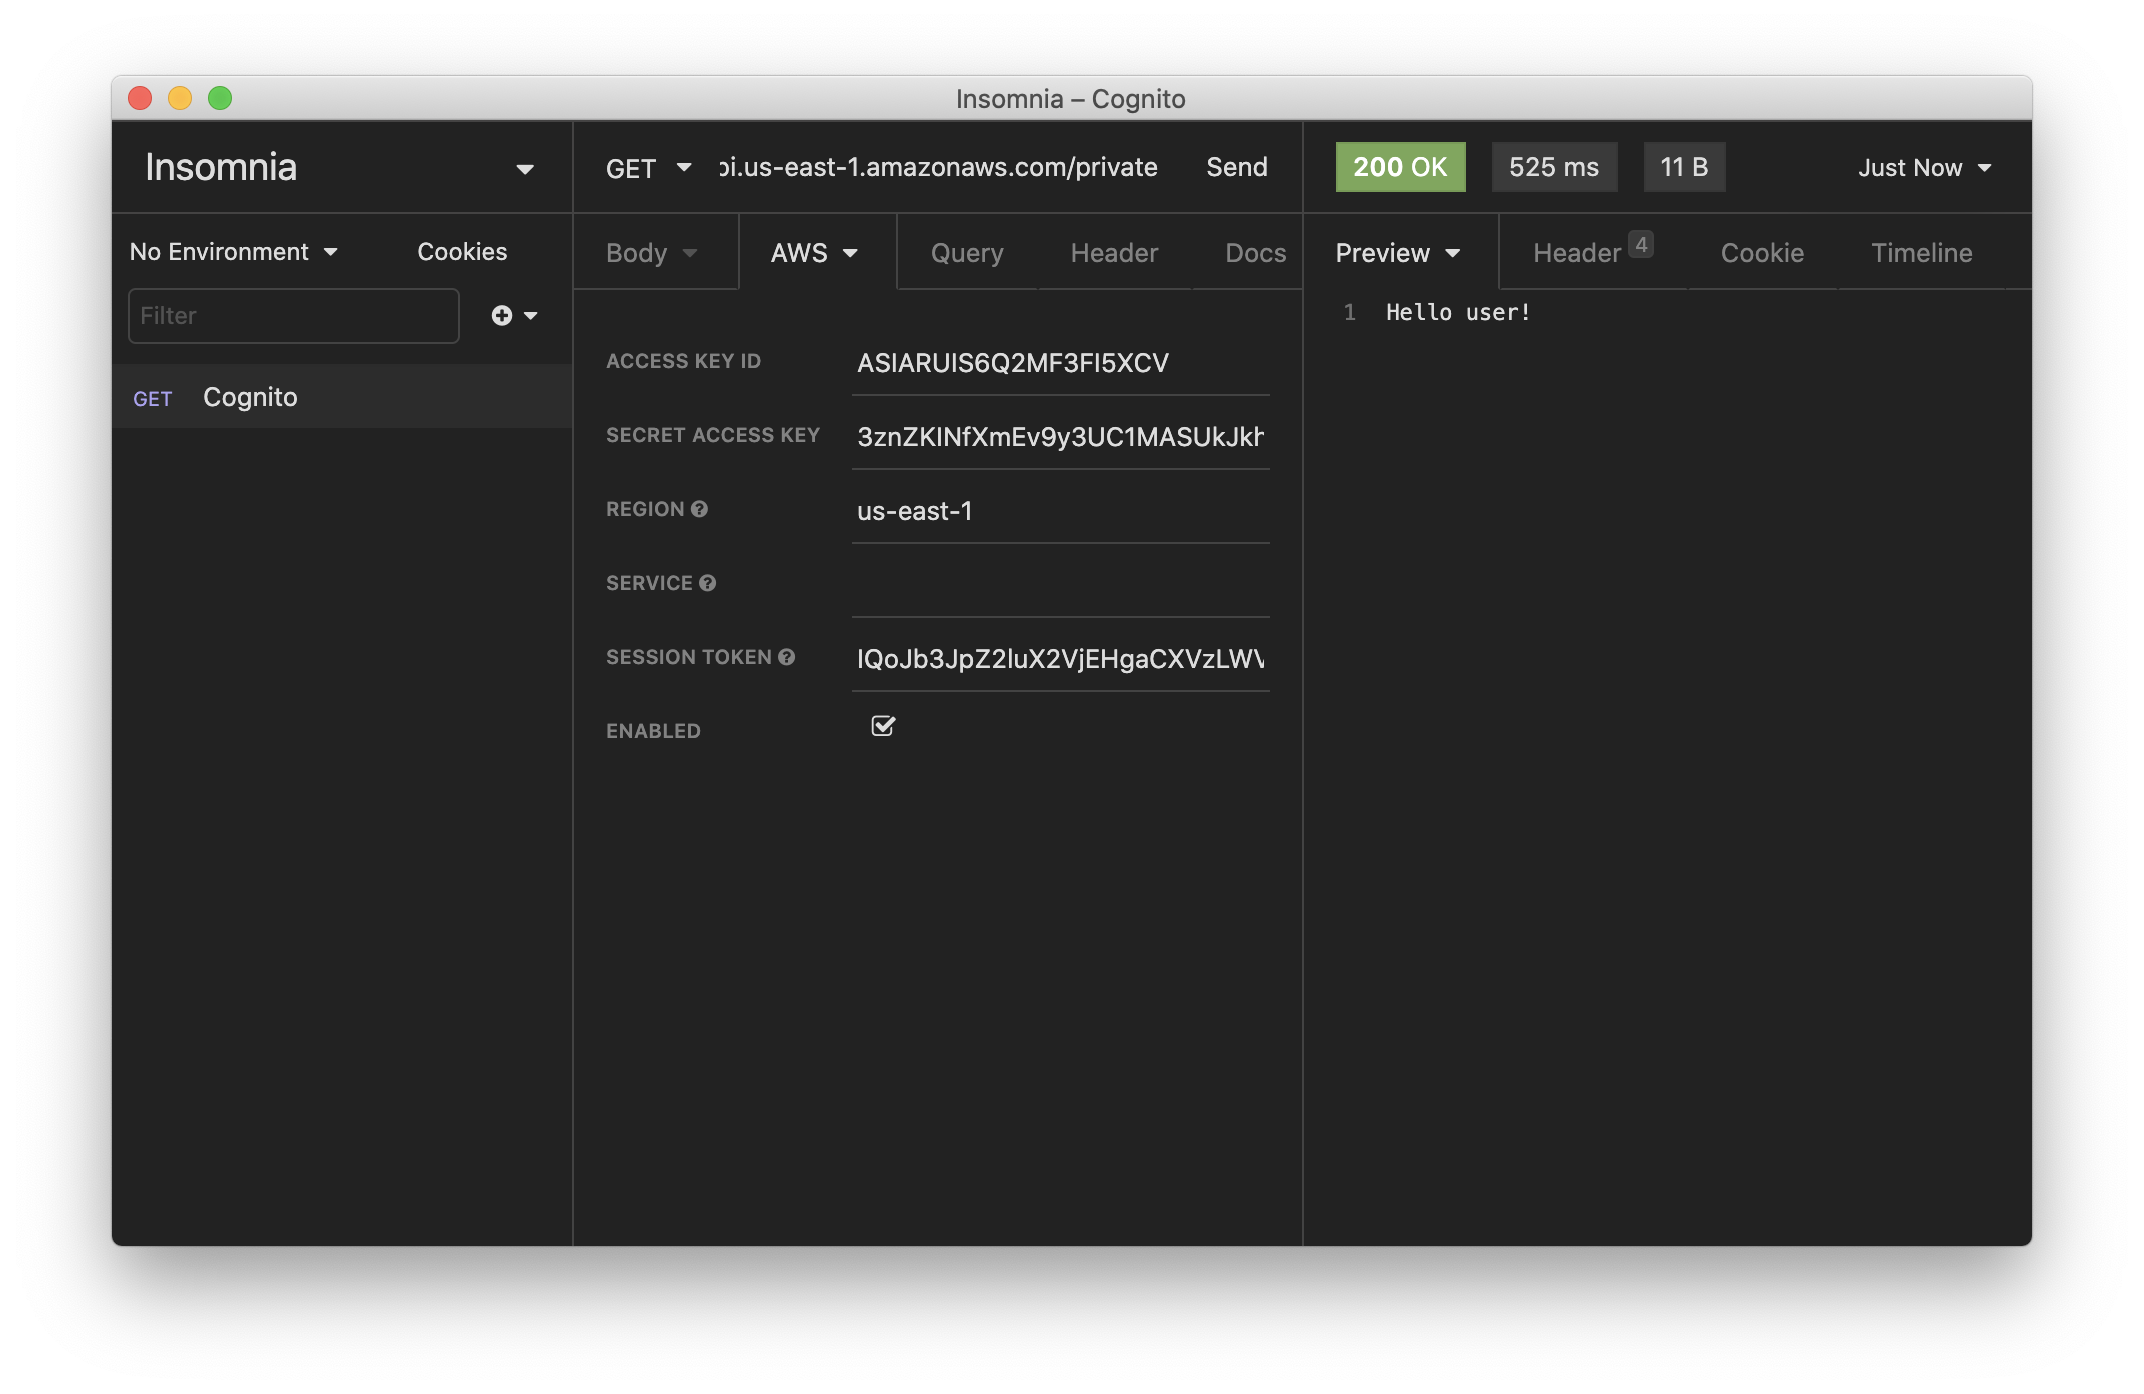 Insomnia – Cognito
Insomnia
GET
pi.us-east-1.amazonaws.com/private
Send
200 OK
525 ms
11 B
Just Now
No Environment
Cookies
Body
AWS
Query
Header
Docs
Preview
Header 4
Cookie
Timeline
Filter
GET Cognito
ACCESS KEY ID
ASIARUIS6Q2MF3FI5XCV
SECRET ACCESS KEY
3znZKINfXmEv9y3UC1MASUkJkh
REGION
us-east-1
SERVICE
SESSION TOKEN
IQoJb3JpZ2luX2VjEHgaCXVzLWV
ENABLED
1 Hello user!